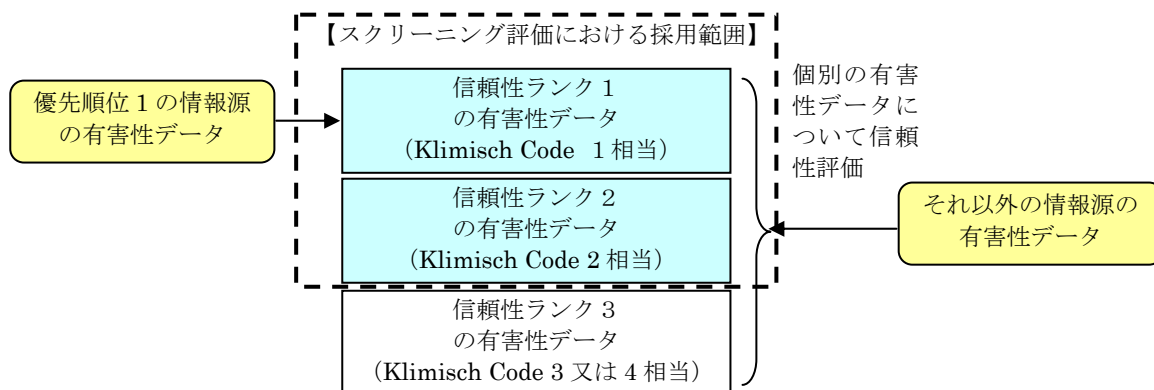 【スクリーニング評価における採用範囲】
優先順位1の情報源
の有害性データ
信頼性ランク1
の有害性データ
（Klimisch Code 1相当）
信頼性ランク2
の有害性データ
（Klimisch Code 2相当）
信頼性ランク3
の有害性データ
（Klimisch Code 3又は4相当）
個別の有害
性データに
ついて信頼
性評価
それ以外の情報源の
有害性データ